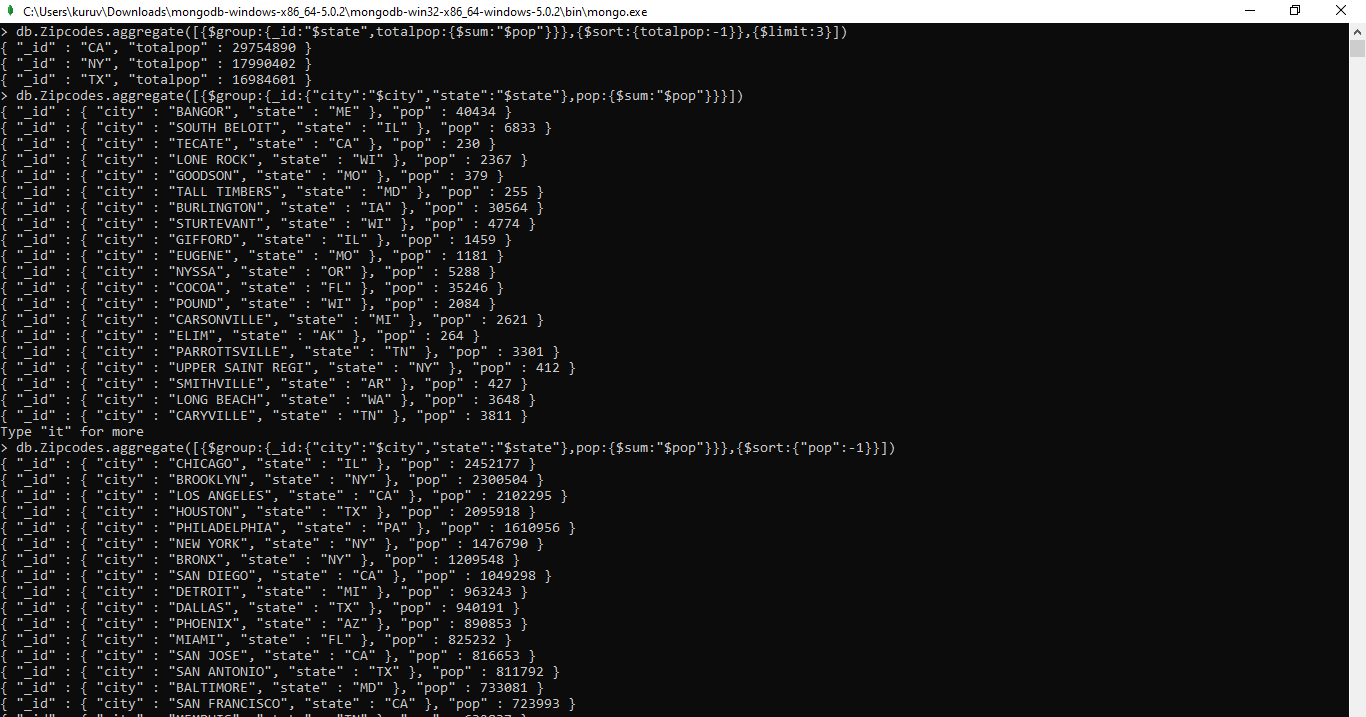 C:\Users\kuruv\Downloads\mongodb-windows-x86_64-5.0.2\mongodb-win32-x86_64-windows-5.0.2\bin\mongo.exe
> db.Zipcodes.aggregate([{$group:{_id:"$state",totalpop:{$sum:"$pop"}}},{$sort:{totalpop:-1}},{$limit:3}])
{ "_id" : "CA", "totalpop" : 29754890 }
{ "_id" : "NY", "totalpop" : 17990402 }
{ "_id" : "TX", "totalpop" : 16984601 }
> db.Zipcodes.aggregate([{$group:{_id:{"city":"$city","state":"$state"},pop:{$sum:"$pop"}}}])
{ "_id" : { "city" : "BANGOR", "state" : "ME" }, "pop" : 40434 }
{ "_id" : { "city" : "SOUTH BELOIT", "state" : "IL" }, "pop" : 6833 }
{ "_id" : { "city" : "TECATE", "state" : "CA" }, "pop" : 230 }
{ "_id" : { "city" : "LONE ROCK", "state" : "WI" }, "pop" : 2367 }
{ "_id" : { "city" : "GOODSON", "state" : "MO" }, "pop" : 379 }
{ "_id" : { "city" : "TALL TIMBERS", "state" : "MD" }, "pop" : 255 }
{ "_id" : { "city" : "BURLINGTON", "state" : "IA" }, "pop" : 30564 }
{ "_id" : { "city" : "STURTEVANT", "state" : "WI" }, "pop" : 4774 }
{ "_id" : { "city" : "GIFFORD", "state" : "IL" }, "pop" : 1459 }
{ "_id" : { "city" : "EUGENE", "state" : "MO" }, "pop" : 1181 }
{ "_id" : { "city" : "NYSSA", "state" : "OR" }, "pop" : 5288 }
{ "_id" : { "city" : "COCOA", "state" : "FL" }, "pop" : 35246 }
{ "_id" : { "city" : "POUND", "state" : "WI" }, "pop" : 2084 }
{ "_id" : { "city" : "CARSONVILLE", "state" : "MI" }, "pop" : 2621 }
{ "_id" : { "city" : "ELIM", "state" : "AK" }, "pop" : 264 }
{ "_id" : { "city" : "PARROTTSVILLE", "state" : "TN" }, "pop" : 3301 }
{ "_id" : { "city" : "UPPER SAINT REGI", "state" : "NY" }, "pop" : 412 }
{ "_id" : { "city" : "SMITHVILLE", "state" : "AR" }, "pop" : 427 }
{ "_id" : { "city" : "LONG BEACH", "state" : "WA" }, "pop" : 3648 }
{ "_id" : { "city" : "CARYVILLE", "state" : "TN" }, "pop" : 3811 }
Type "it" for more
> db.Zipcodes.aggregate([{$group:{_id:{"city":"$city","state":"$state"},pop:{$sum:"$pop"}}},{$sort:{"pop":-1}}])
{ "_id" : { "city" : "CHICAGO", "state" : "IL" }, "pop" : 2452177 }
{ "_id" : { "city" : "BROOKLYN", "state" : "NY" }, "pop" : 2300504 }
{ "_id" : { "city" : "LOS ANGELES", "state" : "CA" }, "pop" : 2102295 }
{ "_id" : { "city" : "HOUSTON", "state" : "TX" }, "pop" : 2095918 }
{ "_id" : { "city" : "PHILADELPHIA", "state" : "PA" }, "pop" : 1610956 }
{ "_id" : { "city" : "NEW YORK", "state" : "NY" }, "pop" : 1476790 }
{ "_id" : { "city" : "BRONX", "state" : "NY" }, "pop" : 1209548 }
{ "_id" : { "city" : "SAN DIEGO", "state" : "CA" }, "pop" : 1049298 }
{ "_id" : { "city" : "DETROIT", "state" : "MI" }, "pop" : 963243 }
{ "_id" : { "city" : "DALLAS", "state" : "TX" }, "pop" : 940191 }
{ "_id" : { "city" : "PHOENIX", "state" : "AZ" }, "pop" : 890853 }
{ "_id" : { "city" : "MIAMI", "state" : "FL" }, "pop" : 825232 }
{ "_id" : { "city" : "SAN JOSE", "state" : "CA" }, "pop" : 816653 }
{ "_id" : { "city" : "SAN ANTONIO", "state" : "TX" }, "pop" : 811792 }
{ "_id" : { "city" : "BALTIMORE", "state" : "MD" }, "pop" : 733081 }
{ "_id" : { "city" : "SAN FRANCISCO", "state" : "CA" }, "pop" : 723993 }